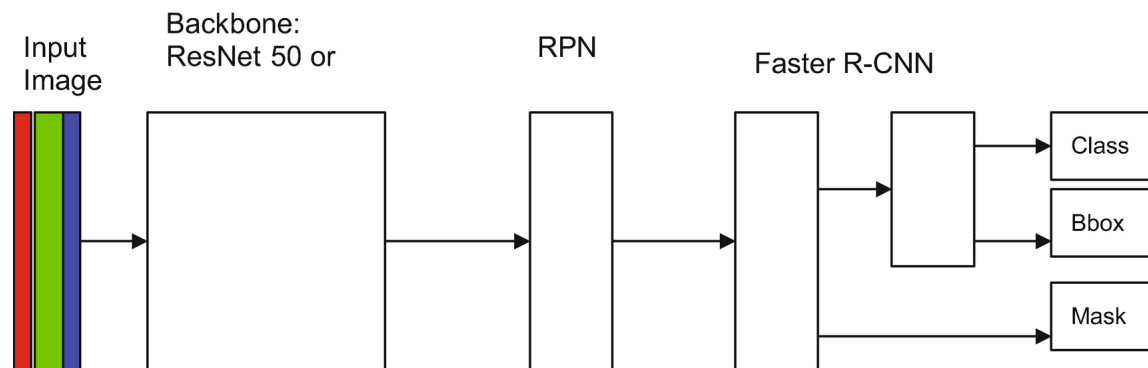 Input
Image
Backbone:
ResNet 50 or
RPN
Faster R-CNN
Class
Bbox
Mask